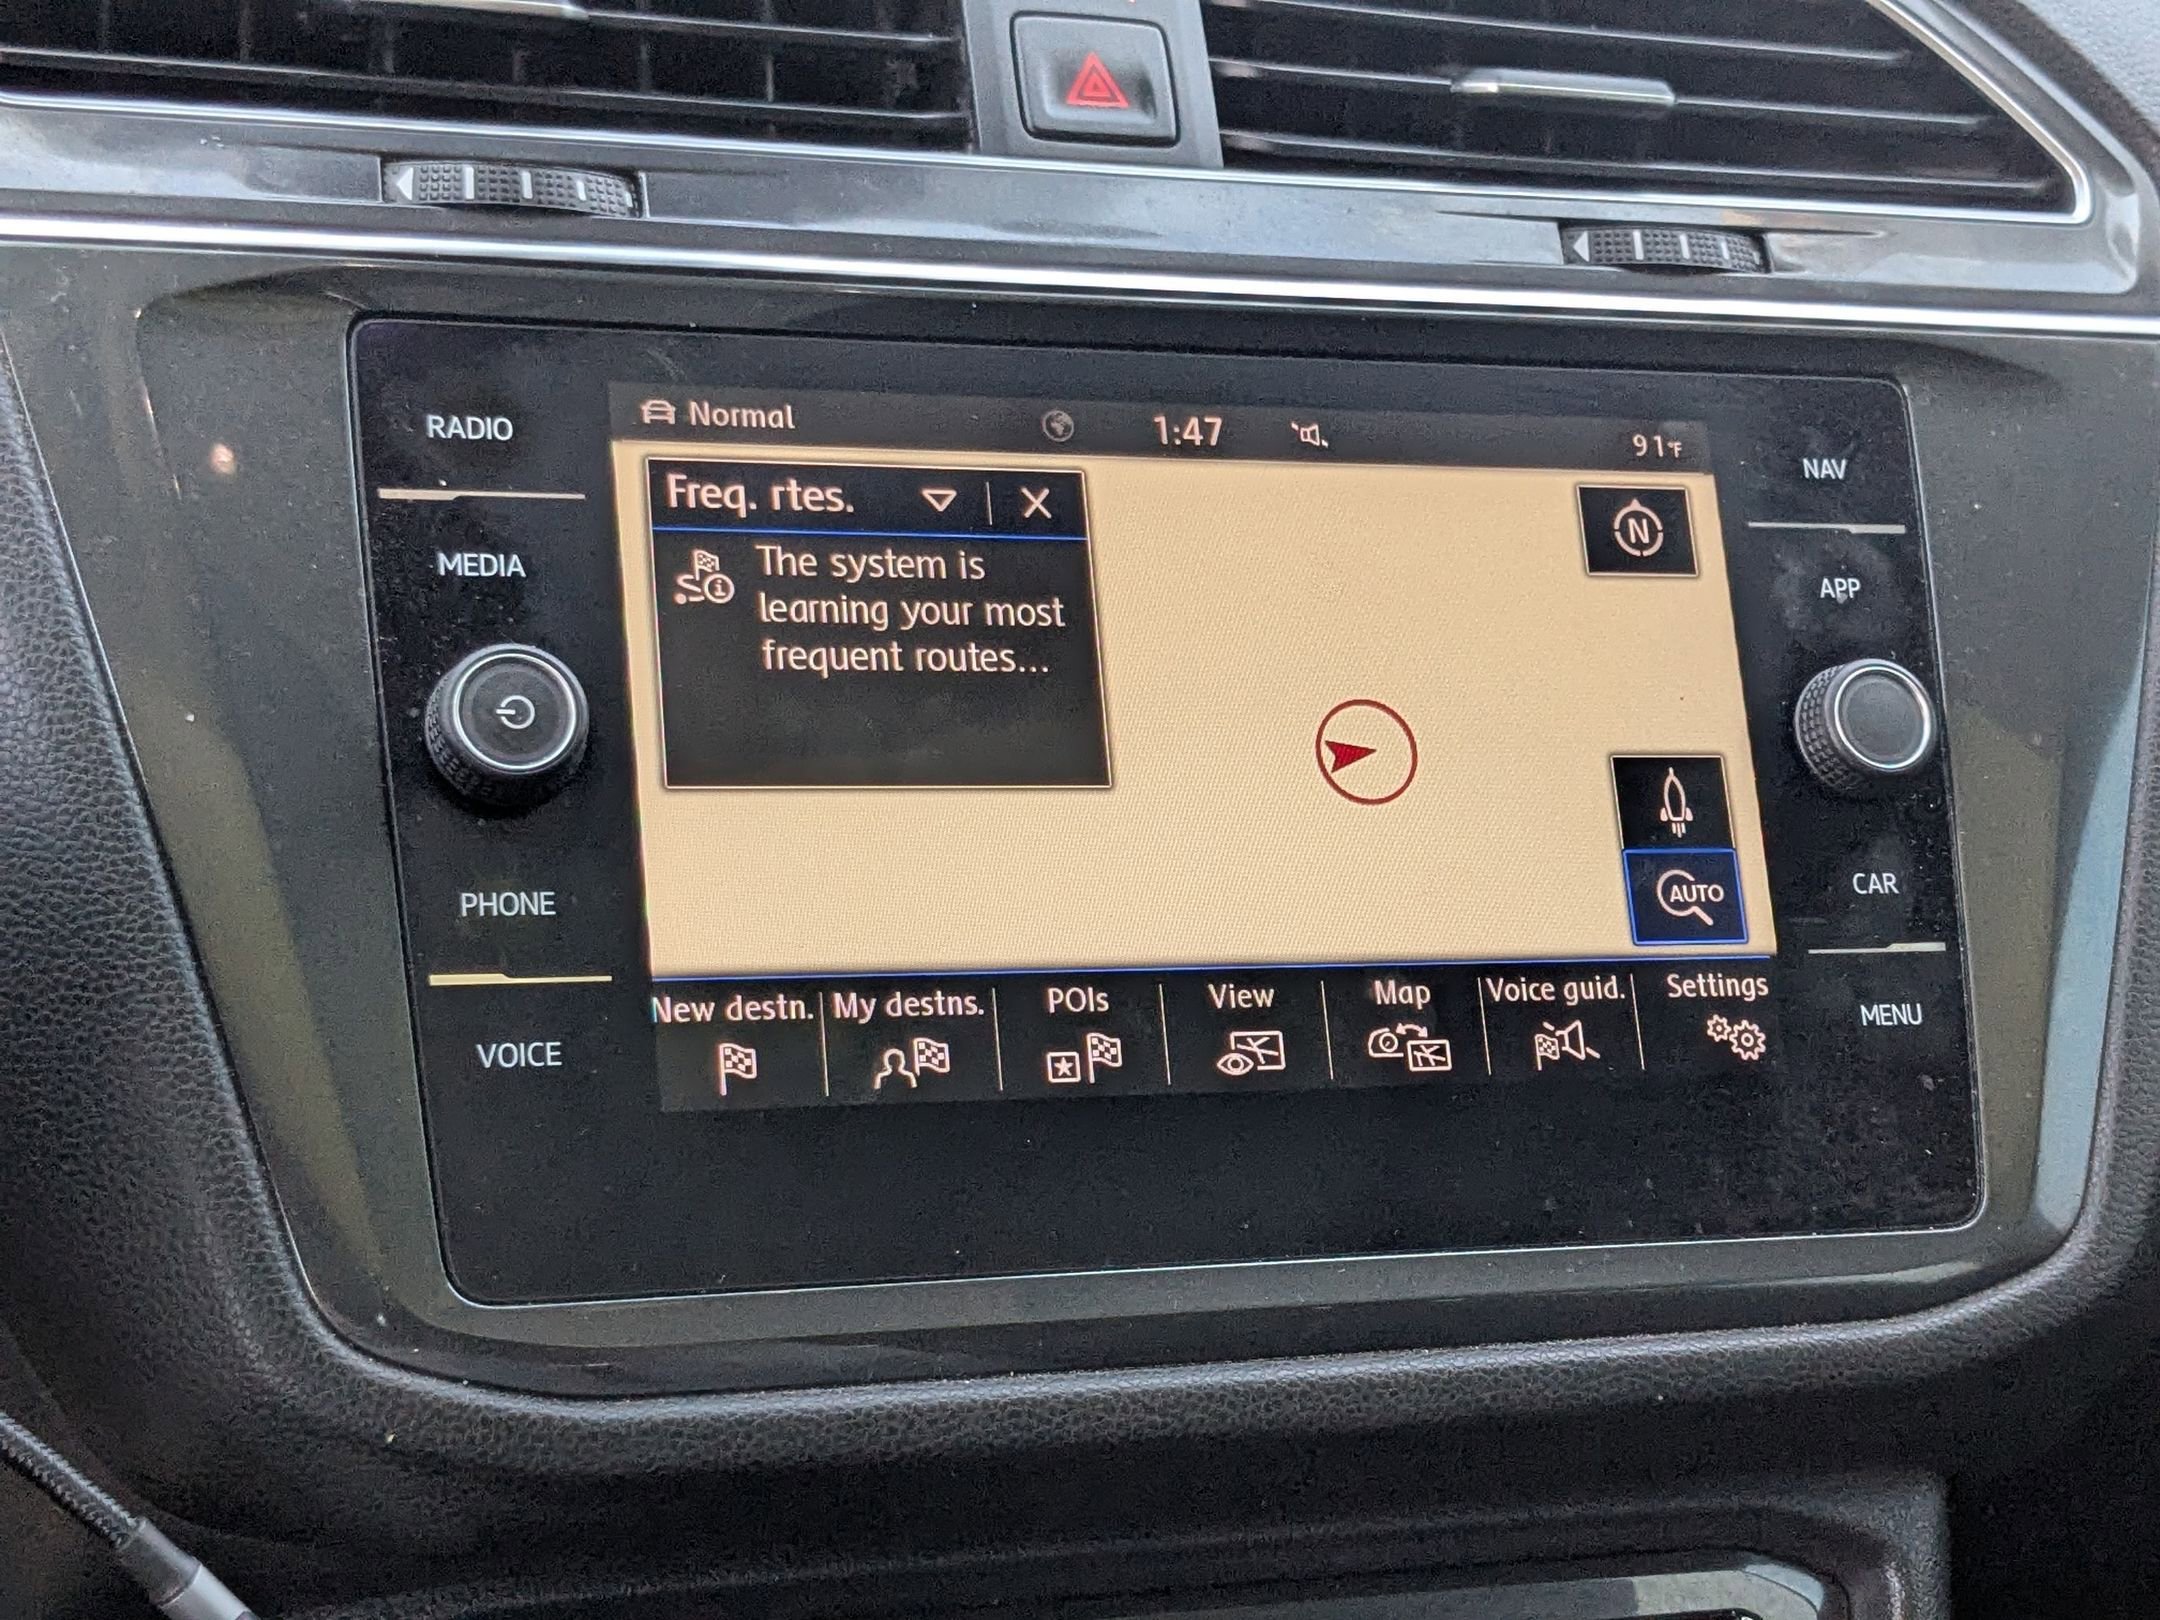 RADIO
MEDIA
PHONE
VOICE
Normal
1:47
91°F
Freq. rtes.
X
The system is
learning your most
frequent routes...
N
AUTO
New destn.
My destns.
POIs
View
Map
Voice guid.
Settings
NAV
APP
CAR
MENU